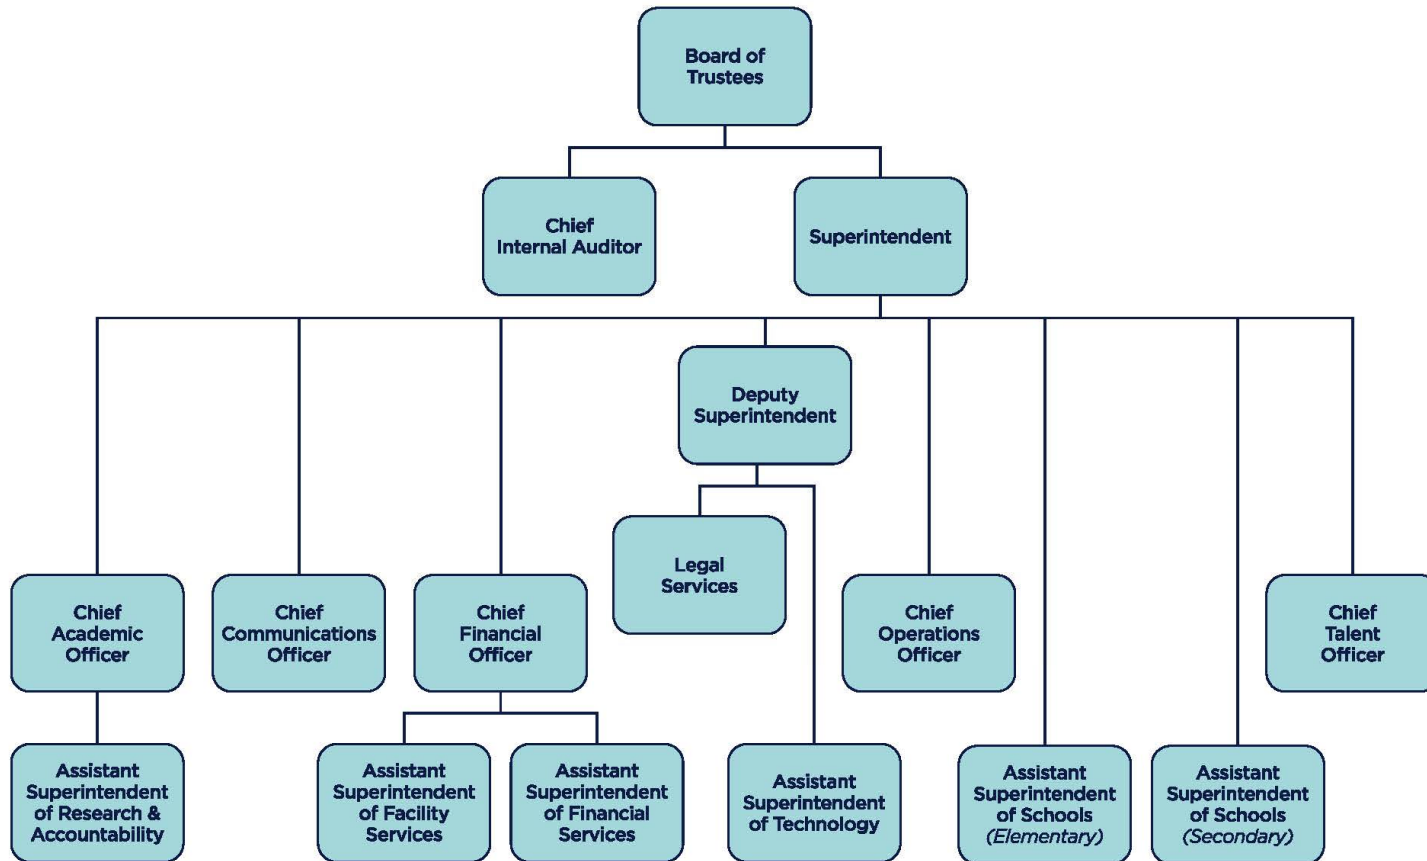 Board of
Trustees
Chief
Internal Auditor
Superintendent
Deputy
Superintendent
Legal
Services
Chief
Academic
Officer
Chief
Communications
Officer
Chief
Financial
Officer
Chief
Operations
Officer
Chief
Talent
Officer
Assistant
Superintendent
of Research &
Accountability
Assistant
Superintendent
of Facility
Services
Assistant
Superintendent
of Financial
Services
Assistant
Superintendent
of Technology
Assistant
Superintendent
of Schools
(Elementary)
Assistant
Superintendent
of Schools
(Secondary)